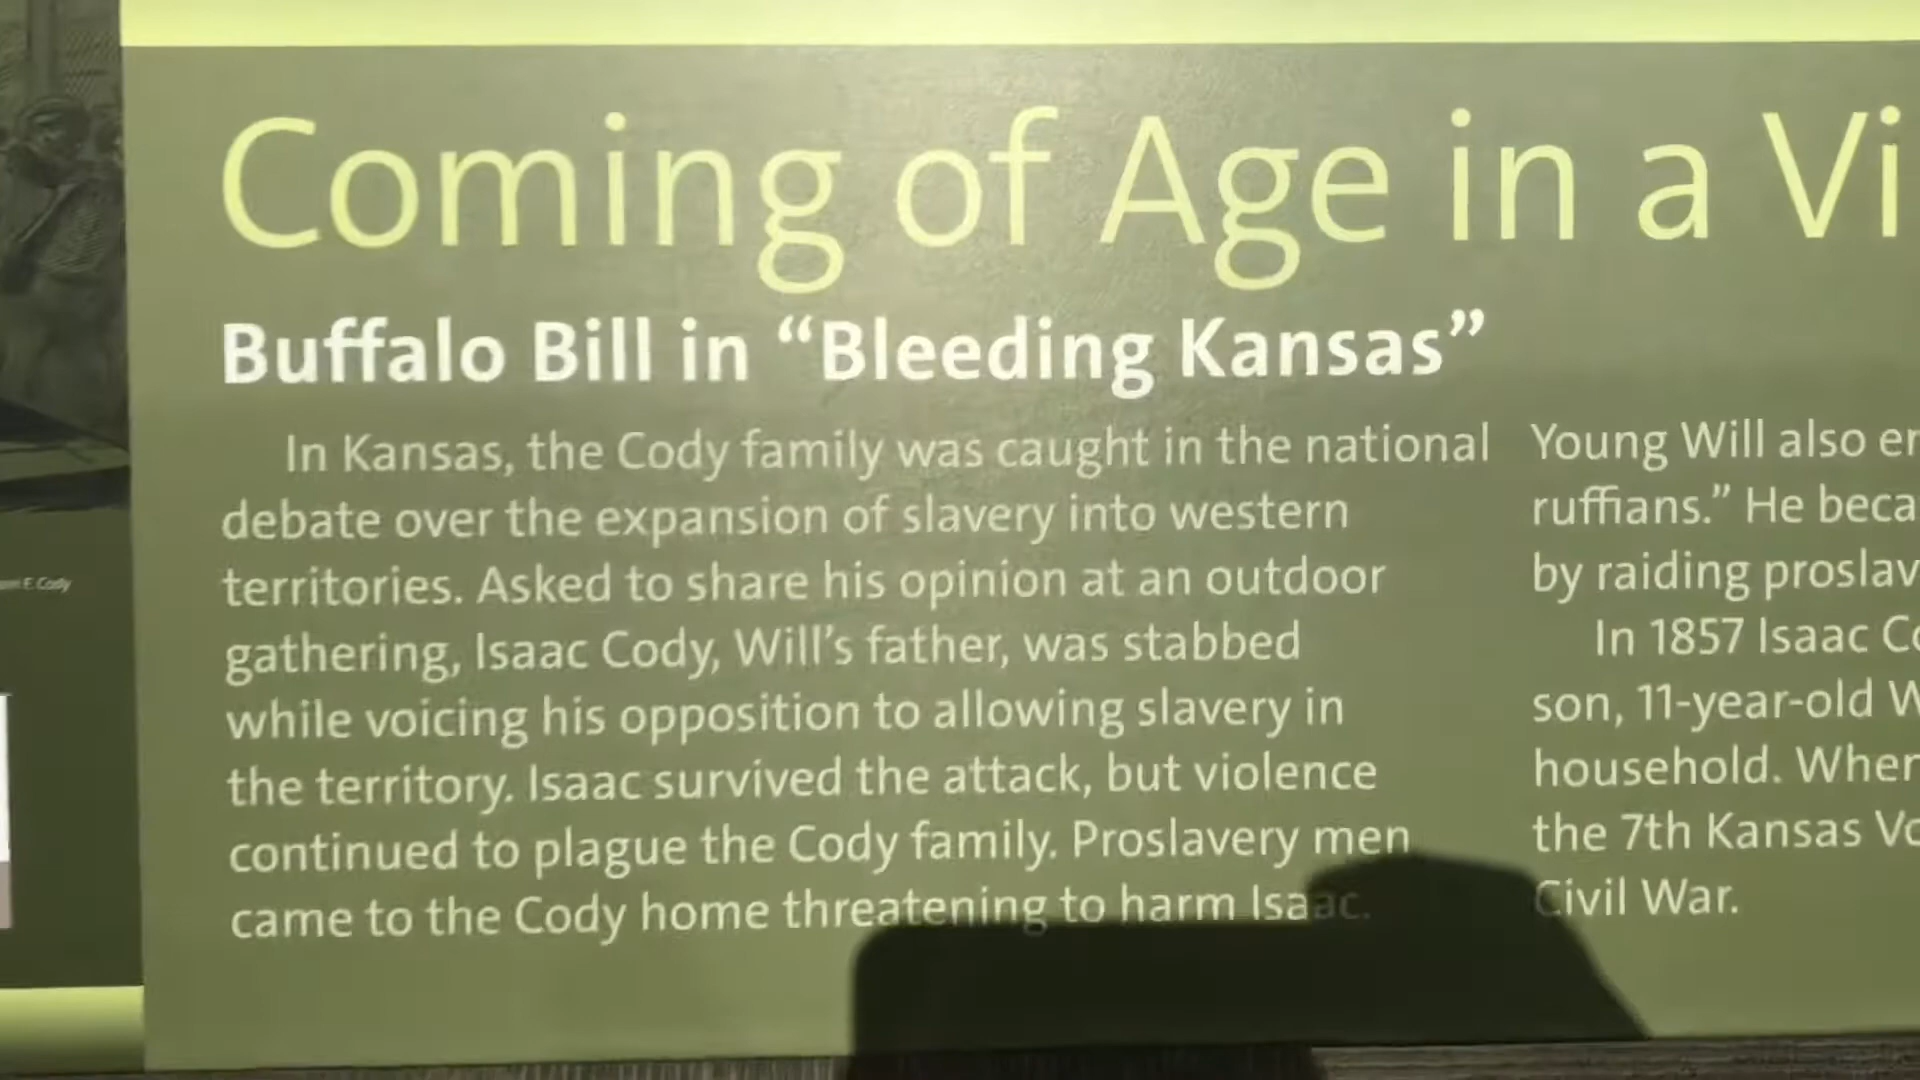 Coming of Age in a Vi
Buffalo Bill in “Bleeding Kansas”
In Kansas, the Cody family was caught in the national
debate over the expansion of slavery into western
territories. Asked to share his opinion at an outdoor
gathering, Isaac Cody, Will’s father, was stabbed
while voicing his opposition to allowing slavery in
the territory. Isaac survived the attack, but violence
continued to plague the Cody family. Proslavery men
came to the Cody home threatening to harm Isaac.
Young Will also en
ruffians.” He beca
by raiding proslav
In 1857 Isaac Co
son, 11-year-old W
household. When
the 7th Kansas Vo
Civil War.
F. Cody